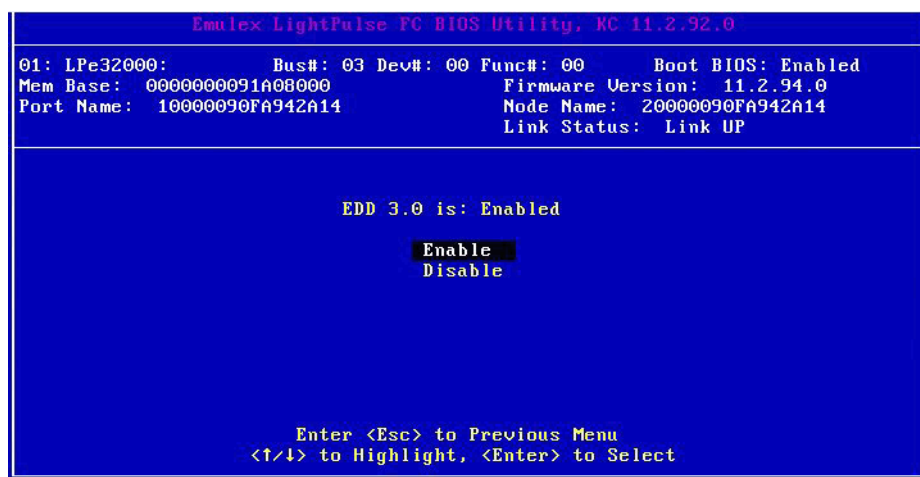 Emulex LightPulse FC BIOS Utility, KC 11.2.92.0
01: LPe32000: Bus#: 03 Dev#: 00 Func#: 00 Boot BIOS: Enabled
Mem Base: 0000000091A08000 Firmware Version: 11.2.94.0
Port Name: 10000090FA942A14 Node Name: 20000090FA942A14
Link Status: Link UP
EDD 3.0 is: Enabled
Enable
Disable
Enter <Esc> to Previous Menu
<↑/↓> to Highlight, <Enter> to Select